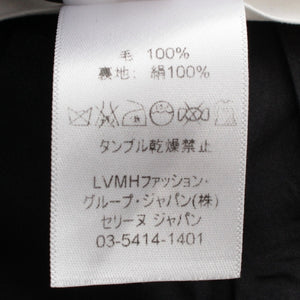 毛 100%
裏地: 絹100%
タンブル乾燥禁止
LVMHファッション・
グループ・ジャパン(株)
セリーヌ ジャパン
03-5414-1401